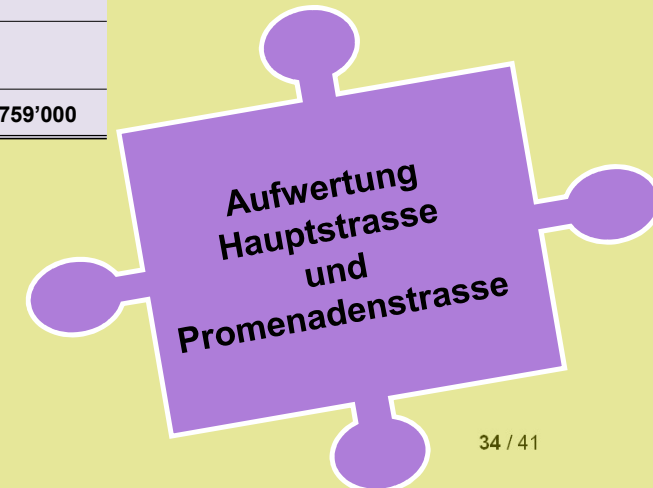 759’000
Aufwertung
Hauptstrasse
und
Promenadenstrasse
34 / 41